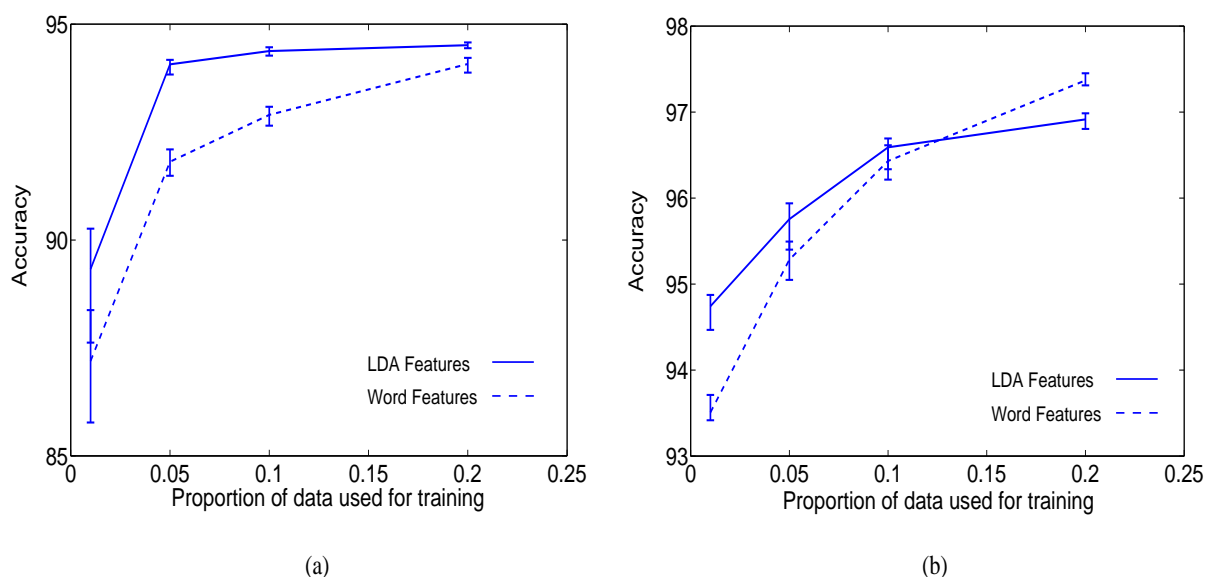 95
90
85
Accuracy
0
0.05
0.1
0.15
0.2
0.25
Proportion of data used for training
LDA Features
Word Features
(a)
98
97
96
95
94
93
Accuracy
0
0.05
0.1
0.15
0.2
0.25
Proportion of data used for training
LDA Features
Word Features
(b)